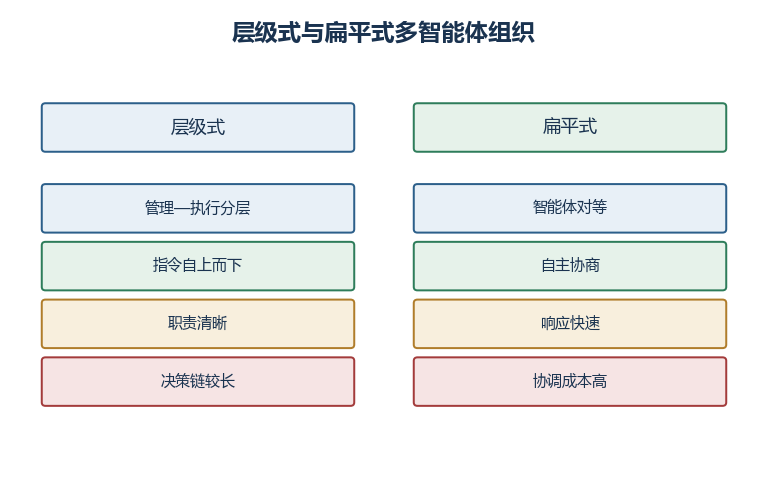 层级式与扁平式多智能体组织
层级式
扁平式
管理—执行分层
智能体对等
指令自上而下
自主协商
职责清晰
响应快速
决策链较长
协调成本高